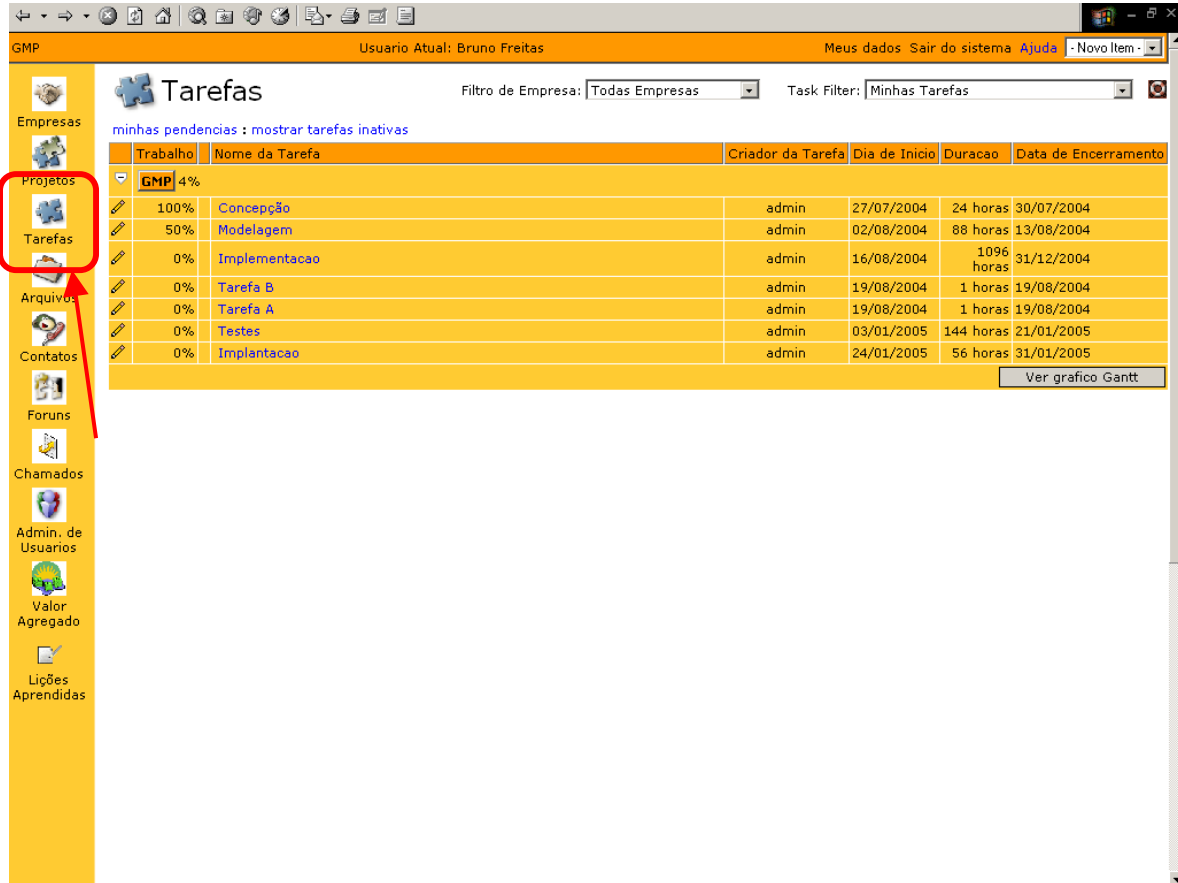 GMP Usuario Atual: Bruno Freitas Meus dados Sair do sistema Ajuda - Novo Item -
Empresas
Projetos
Tarefas
Arquivos
Contatos
Foruns
Chamados
Admin. de
Usuarios
Valor
Agregado
Lições
Aprendidas
Tarefas Filtro de Empresa: Todas Empresas Task Filter: Minhas Tarefas
minhas pendencias : mostrar tarefas inativas
Trabalho Nome da Tarefa Criador da Tarefa Dia de Inicio Duracao Data de Encerramento
GMP 4%
100% Concepção admin 27/07/2004 24 horas 30/07/2004
50% Modelagem admin 02/08/2004 88 horas 13/08/2004
0% Implementacao admin 16/08/2004 1096 horas 31/12/2004
0% Tarefa B admin 19/08/2004 1 horas 19/08/2004
0% Tarefa A admin 19/08/2004 1 horas 19/08/2004
0% Testes admin 03/01/2005 144 horas 21/01/2005
0% Implantacao admin 24/01/2005 56 horas 31/01/2005
Ver grafico Gantt